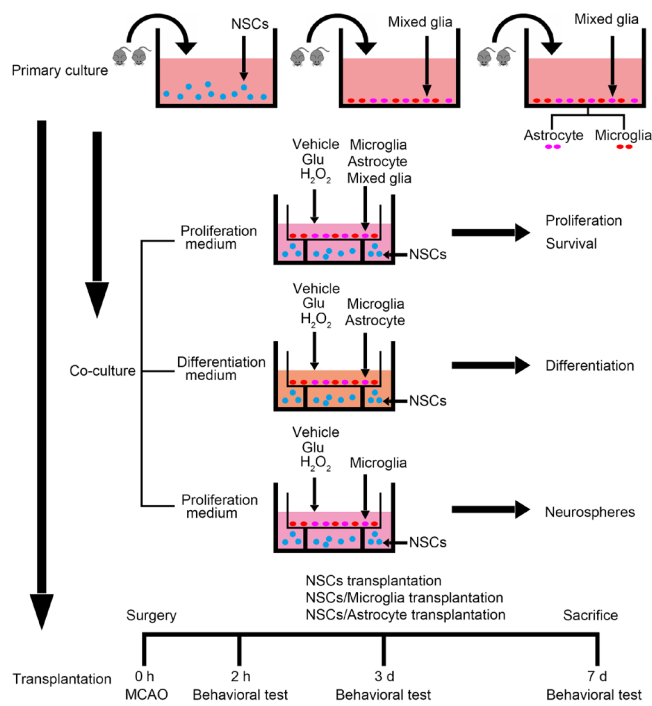 NSCs
Mixed glia
Mixed glia
Primary culture
Astrocyte
Microglia
Vehicle
Glu
H₂O₂
Microglia
Astrocyte
Mixed glia
Proliferation
medium
NSCs
Proliferation
Survival
Vehicle
Glu
H₂O₂
Microglia
Astrocyte
Co-culture
Differentiation
medium
NSCs
Differentiation
Vehicle
Glu
H₂O₂
Microglia
Proliferation
medium
NSCs
Neurospheres
NSCs transplantation
NSCs/Microglia transplantation
NSCs/Astrocyte transplantation
Surgery
Sacrifice
Transplantation
0 h
MCAO
2 h
Behavioral test
3 d
Behavioral test
7 d
Behavioral test